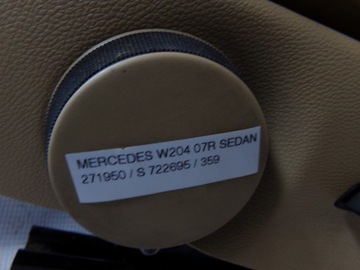 MERCEDES W204 07R SEDAN
271950 / S 722695 / 359